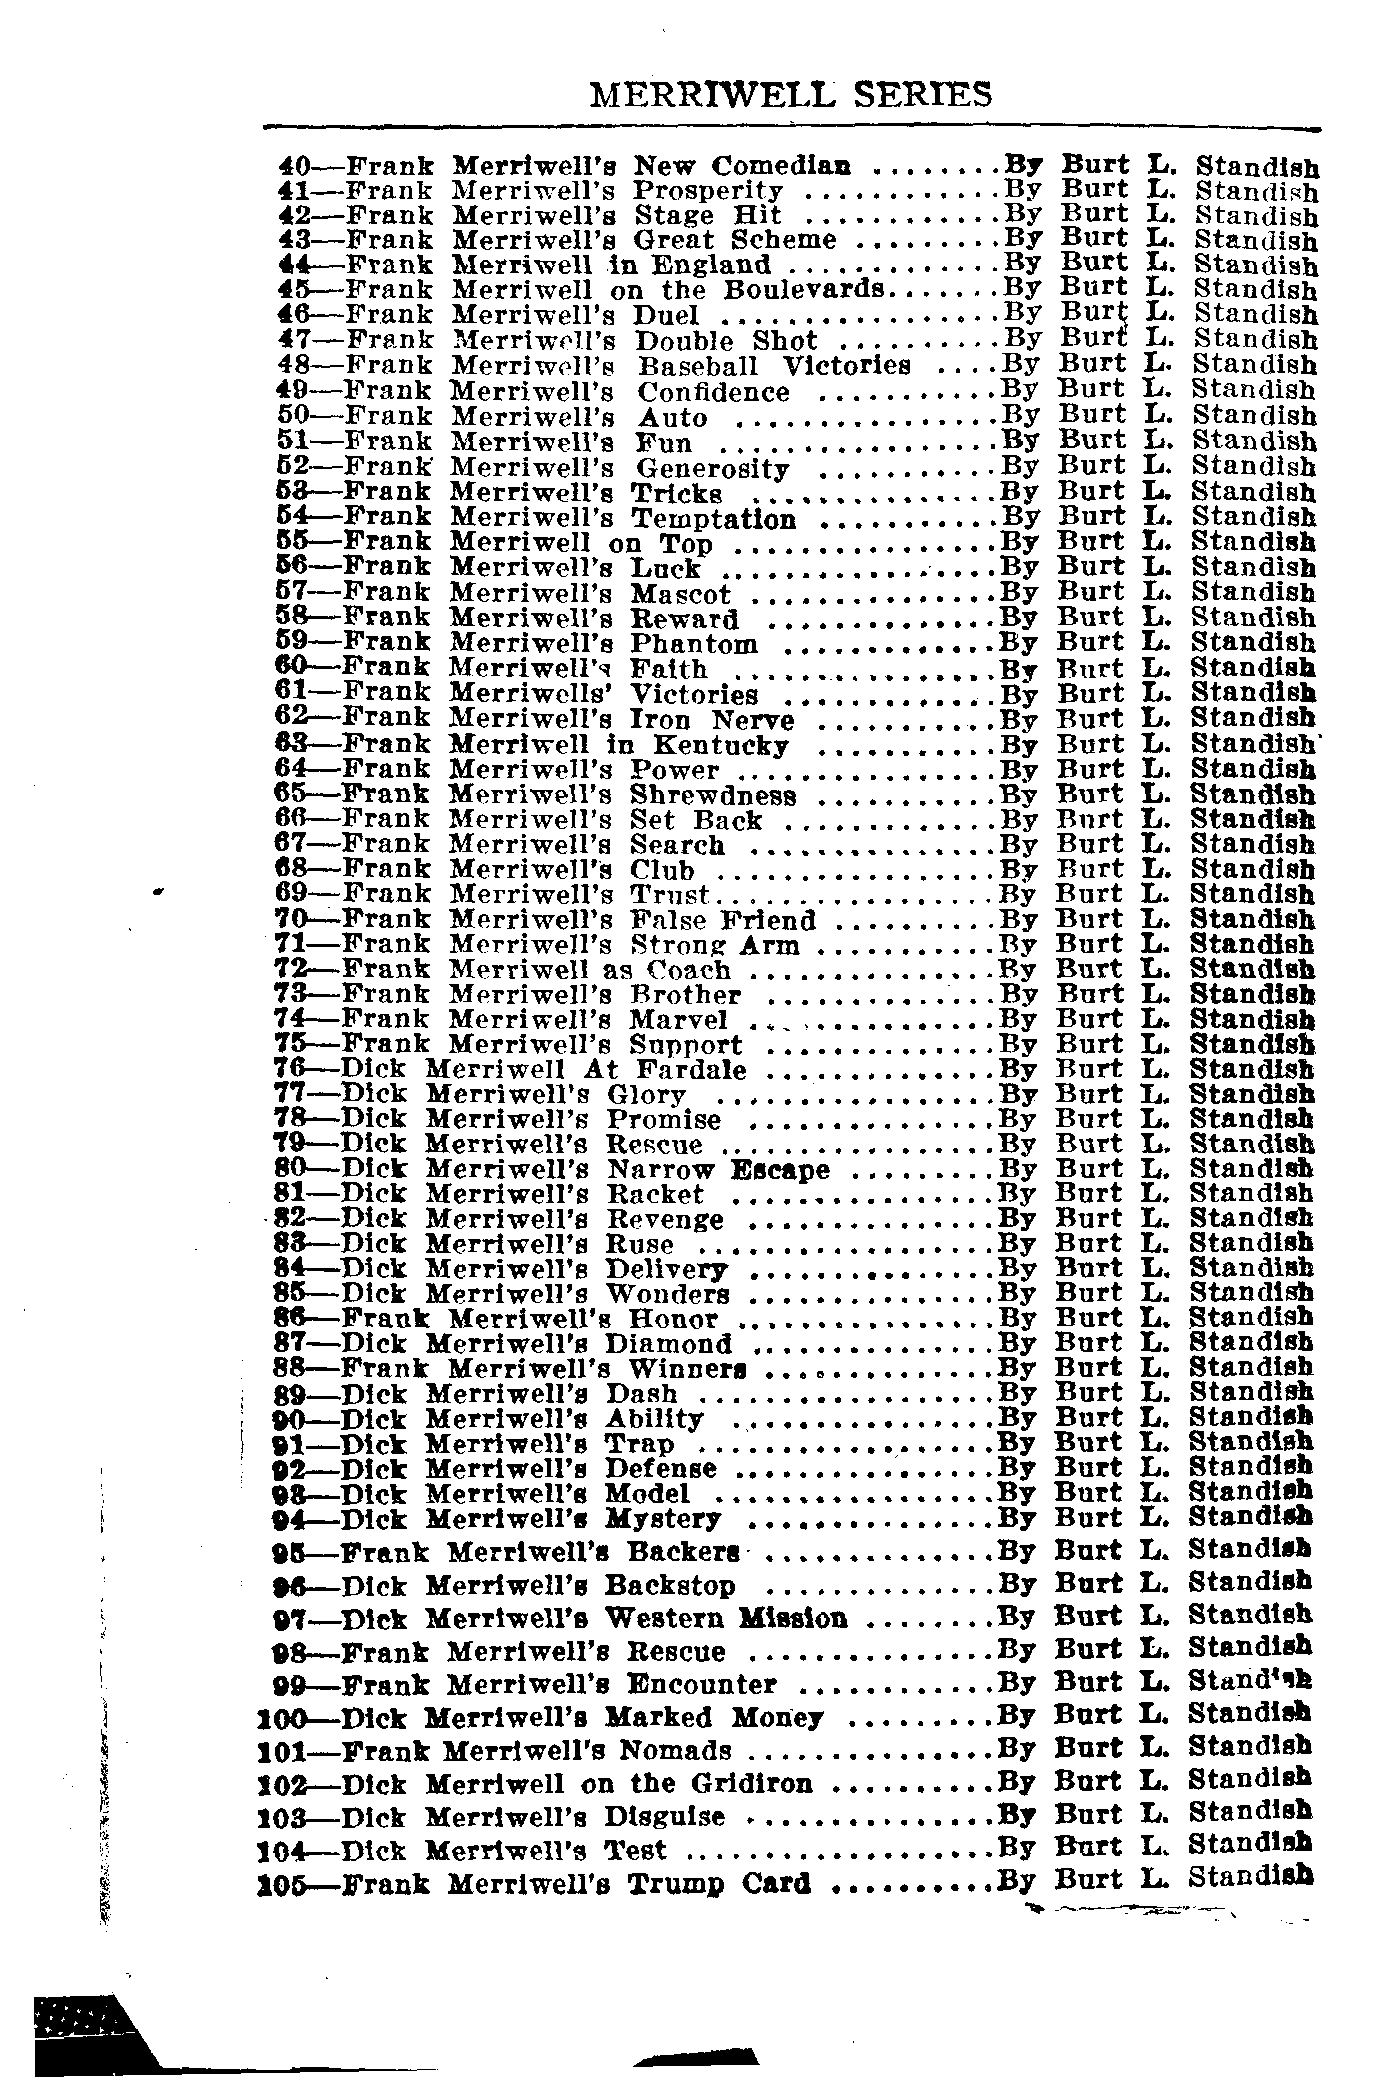 MERRIWELL SERIES
40—Frank Merriwell's New Comedian ........By Burt L. Standish
41—Frank Merriwell's Prosperity ............By Burt L. Standish
42—Frank Merriwell's Stage Hit ............By Burt L. Standish
43—Frank Merriwell's Great Scheme .........By Burt L. Standish
44—Frank Merriwell in England .............By Burt L. Standish
45—Frank Merriwell on the Boulevards.......By Burt L. Standish
46—Frank Merriwell's Duel .................By Burt L. Standish
47—Frank Merriwell's Double Shot ..........By Burt L. Standish
48—Frank Merriwell's Baseball Victories ....By Burt L. Standish
49—Frank Merriwell's Confidence ...........By Burt L. Standish
50—Frank Merriwell's Auto ................By Burt L. Standish
51—Frank Merriwell's Fun .................By Burt L. Standish
52—Frank Merriwell's Generosity ...........By Burt L. Standish
53—Frank Merriwell's Tricks ...............By Burt L. Standish
54—Frank Merriwell's Temptation ...........By Burt L. Standish
55—Frank Merriwell on Top ................By Burt L. Standish
56—Frank Merriwell's Luck .................By Burt L. Standish
57—Frank Merriwell's Mascot ...............By Burt L. Standish
58—Frank Merriwell's Reward ..............By Burt L. Standish
59—Frank Merriwell's Phantom .............By Burt L. Standish
60—Frank Merriwell's Faith ................By Burt L. Standish
61—Frank Merriwells' Victories .............By Burt L. Standish
62—Frank Merriwell's Iron Nerve ...........By Burt L. Standish
63—Frank Merriwell in Kentucky ...........By Burt L. Standish
64—Frank Merriwell's Power ................By Burt L. Standish
65—Frank Merriwell's Shrewdness ...........By Burt L. Standish
66—Frank Merriwell's Set Back .............By Burt L. Standish
67—Frank Merriwell's Search ...............By Burt L. Standish
68—Frank Merriwell's Club .................By Burt L. Standish
69—Frank Merriwell's Trust.................By Burt L. Standish
70—Frank Merriwell's False Friend ..........By Burt L. Standish
71—Frank Merriwell's Strong Arm ...........By Burt L. Standish
72—Frank Merriwell as Coach ...............By Burt L. Standish
73—Frank Merriwell's Brother ..............By Burt L. Standish
74—Frank Merriwell's Marvel ...............By Burt L. Standish
75—Frank Merriwell's Support ..............By Burt L. Standish
76—Dick Merriwell At Fardale ..............By Burt L. Standish
77—Dick Merriwell's Glory .................By Burt L. Standish
78—Dick Merriwell's Promise ...............By Burt L. Standish
79—Dick Merriwell's Rescue .................By Burt L. Standish
80—Dick Merriwell's Narrow Escape .........By Burt L. Standish
81—Dick Merriwell's Racket ................By Burt L. Standish
82—Dick Merriwell's Revenge ...............By Burt L. Standish
83—Dick Merriwell's Ruse ..................By Burt L. Standish
84—Dick Merriwell's Delivery ...............By Burt L. Standish
85—Dick Merriwell's Wonders ...............By Burt L. Standish
86—Frank Merriwell's Honor ................By Burt L. Standish
87—Dick Merriwell's Diamond ...............By Burt L. Standish
88—Frank Merriwell's Winners ..............By Burt L. Standish
89—Dick Merriwell's Dash ..................By Burt L. Standish
90—Dick Merriwell's Ability ................By Burt L. Standish
91—Dick Merriwell's Trap ..................By Burt L. Standish
92—Dick Merriwell's Defense ................By Burt L. Standish
93—Dick Merriwell's Model .................By Burt L. Standish
94—Dick Merriwell's Mystery ...............By Burt L. Standish
95—Frank Merriwell's Backers ..............By Burt L. Standish
96—Dick Merriwell's Backstop ..............By Burt L. Standish
97—Dick Merriwell's Western Mission ........By Burt L. Standish
98—Frank Merriwell's Rescue ...............By Burt L. Standish
99—Frank Merriwell's Encounter ............By Burt L. Standish
100—Dick Merriwell's Marked Money .........By Burt L. Standish
101—Frank Merriwell's Nomads ...............By Burt L. Standish
102—Dick Merriwell on the Gridiron ..........By Burt L. Standish
103—Dick Merriwell's Disguise ...............By Burt L. Standish
104—Dick Merriwell's Test ...................By Burt L. Standish
105—Frank Merriwell's Trump Card ..........By Burt L. Standish